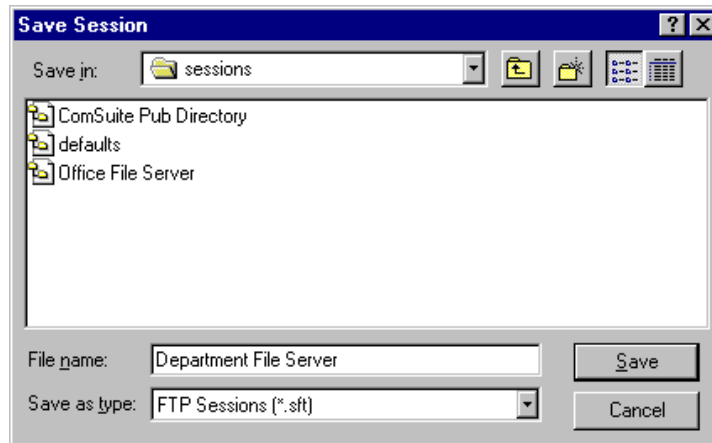 Save Session
Save in: sessions
ComSuite Pub Directory
defaults
Office File Server
File name: Department File Server Save
Save as type: FTP Sessions (*.sft) Cancel